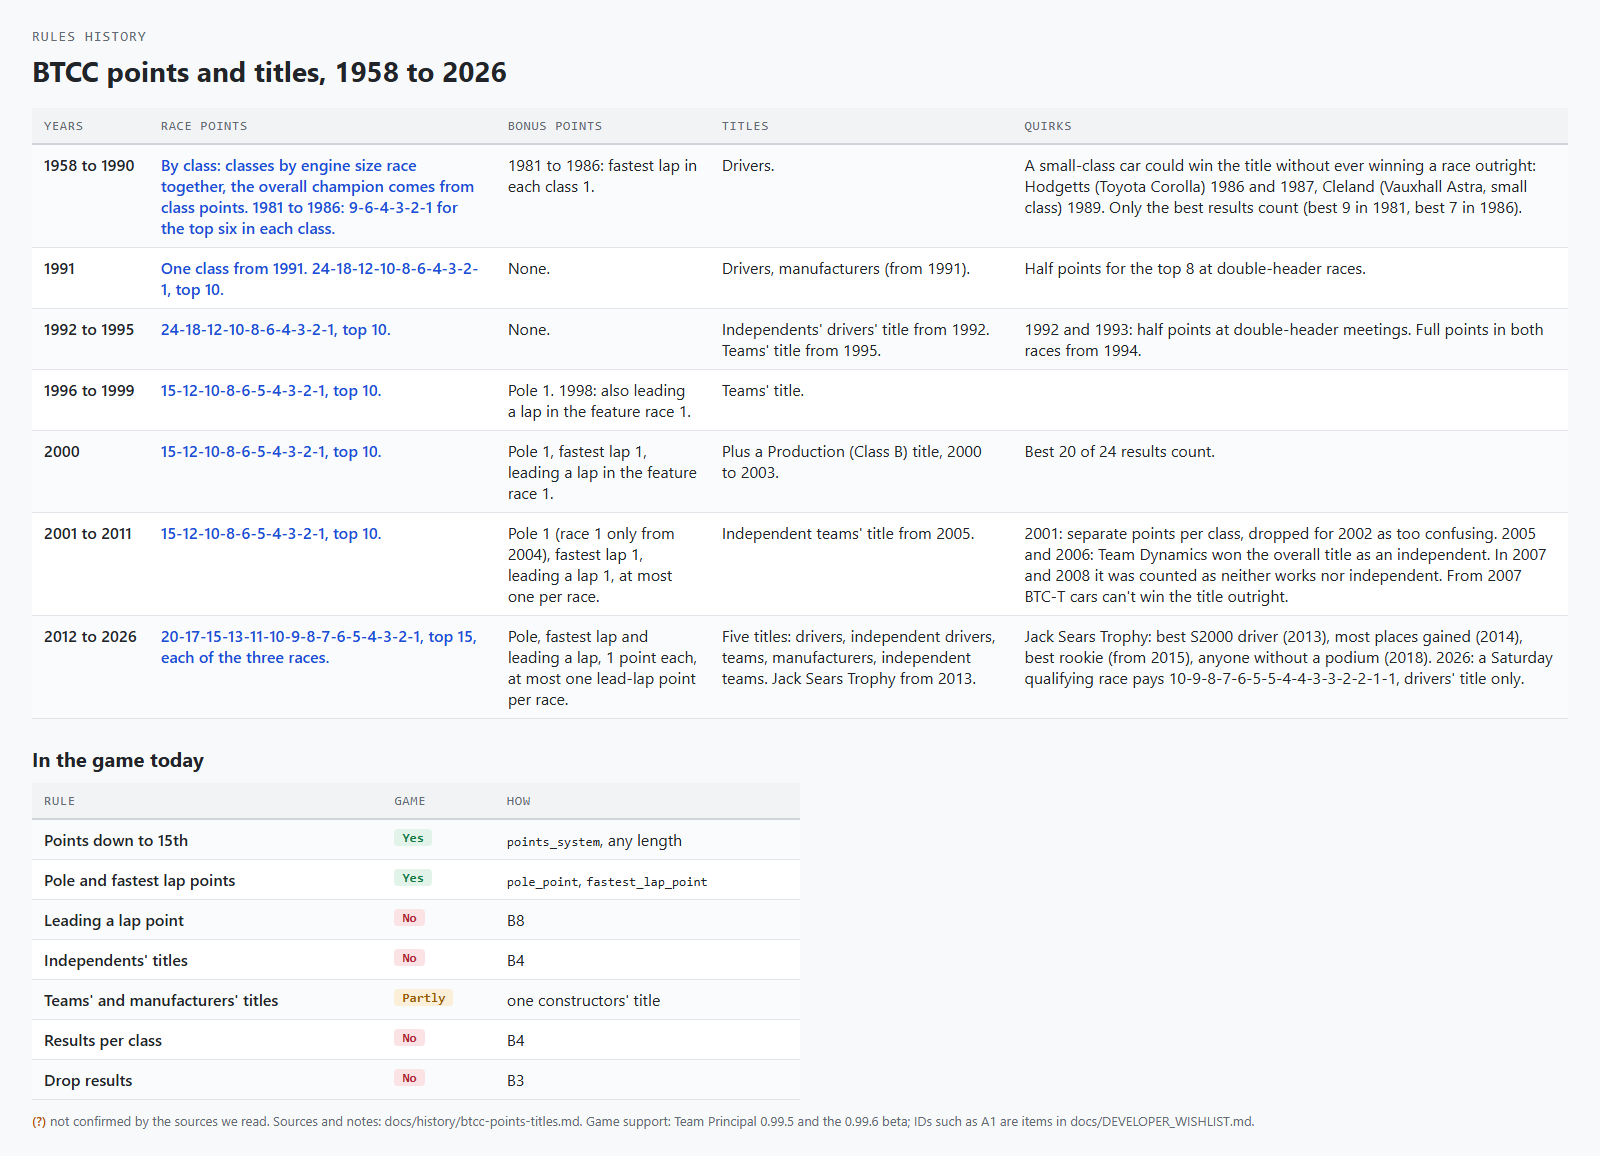 RULES HISTORY
BTCC points and titles, 1958 to 2026
YEARS RACE POINTS BONUS POINTS TITLES QUIRKS
1958 to 1990
By class: classes by engine size race
together, the overall champion comes from
class points. 1981 to 1986: 9-6-4-3-2-1 for
the top six in each class.
1981 to 1986: fastest lap in
each class 1.
Drivers.
A small-class car could win the title without ever winning a race outright:
Hodgetts (Toyota Corolla) 1986 and 1987, Cleland (Vauxhall Astra, small
class) 1989. Only the best results count (best 9 in 1981, best 7 in 1986).
1991
One class from 1991. 24-18-12-10-8-6-4-3-2-
1, top 10.
None.
Drivers, manufacturers (from 1991).
Half points for the top 8 at double-header races.
1992 to 1995
24-18-12-10-8-6-4-3-2-1, top 10.
None.
Independents' drivers' title from 1992.
Teams' title from 1995.
1992 and 1993: half points at double-header meetings. Full points in both
races from 1994.
1996 to 1999
15-12-10-8-6-5-4-3-2-1, top 10.
Pole 1. 1998: also leading
a lap in the feature race 1.
Teams' title.
2000
15-12-10-8-6-5-4-3-2-1, top 10.
Pole 1, fastest lap 1,
leading a lap in the feature
race 1.
Plus a Production (Class B) title, 2000
to 2003.
Best 20 of 24 results count.
2001 to 2011
15-12-10-8-6-5-4-3-2-1, top 10.
Pole 1 (race 1 only from
2004), fastest lap 1,
leading a lap 1, at most
one per race.
Independent teams' title from 2005.
2001: separate points per class, dropped for 2002 as too confusing. 2005
and 2006: Team Dynamics won the overall title as an independent. In 2007
and 2008 it was counted as neither works nor independent. From 2007
BTC-T cars can't win the title outright.
2012 to 2026
20-17-15-13-11-10-9-8-7-6-5-4-3-2-1, top 15,
each of the three races.
Pole, fastest lap and
leading a lap, 1 point each,
at most one lead-lap point
per race.
Five titles: drivers, independent drivers,
teams, manufacturers, independent
teams. Jack Sears Trophy from 2013.
Jack Sears Trophy: best S2000 driver (2013), most places gained (2014),
best rookie (from 2015), anyone without a podium (2018). 2026: a Saturday
qualifying race pays 10-9-8-7-6-5-5-4-4-3-3-2-2-1-1, drivers' title only.
In the game today
RULE GAME HOW
Points down to 15th Yes points_system, any length
Pole and fastest lap points Yes pole_point, fastest_lap_point
Leading a lap point No B8
Independents' titles No B4
Teams' and manufacturers' titles Partly one constructors' title
Results per class No B4
Drop results No B3
(?) not confirmed by the sources we read. Sources and notes: docs/history/btcc-points-titles.md. Game support: Team Principal 0.99.5 and the 0.99.6 beta; IDs such as A1 are items in docs/DEVELOPER_WISHLIST.md.